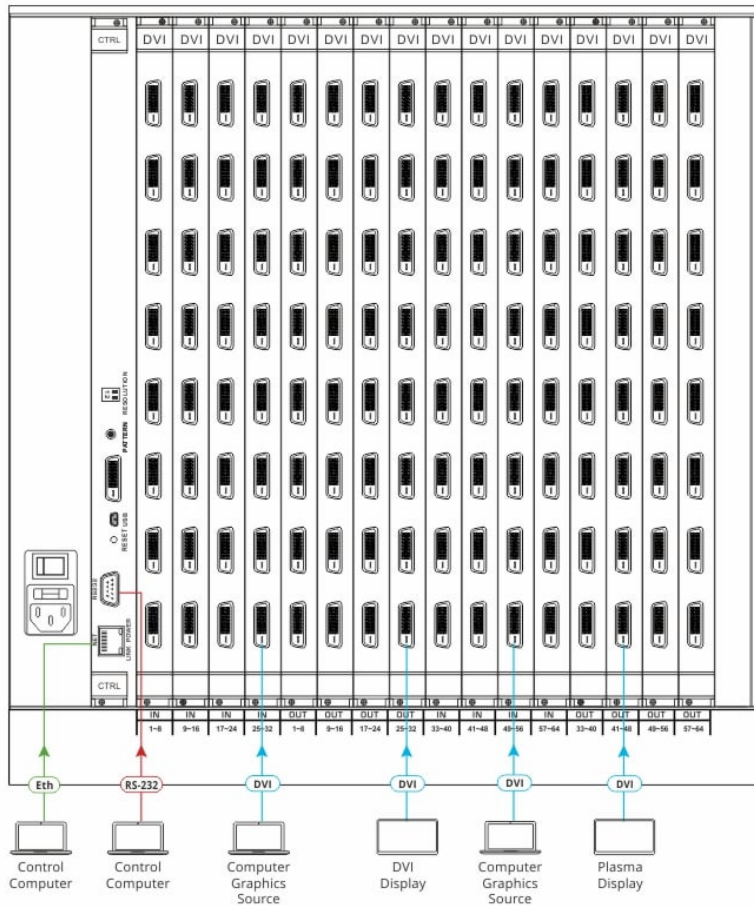 CTRL DVI DVI DVI DVI DVI DVI DVI DVI DVI DVI DVI DVI DVI DVI DVI DVI
12
RESOLUTION
PATTERN
RESET USB
RS232
NET
LINK POWER
CTRL
IN IN IN IN OUT OUT OUT OUT IN IN IN IN OUT OUT OUT OUT
1~8 9~16 17~24 25~32 1~8 9~16 17~24 25~32 33~40 41~48 49~56 57~64 33~40 41~48 49~56 57~64
Eth RS-232 DVI DVI DVI DVI
Control Control Computer DVI Computer Plasma
Computer Computer Graphics Display Graphics Display
Source Source